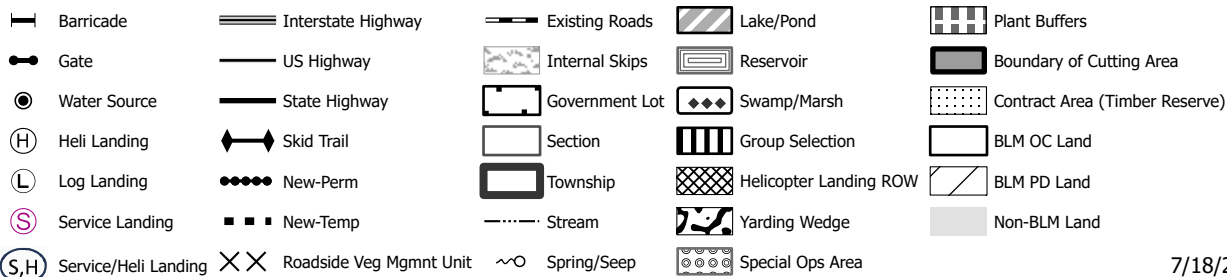 Barricade Interstate Highway Existing Roads Lake/Pond Plant Buffers
Gate US Highway Internal Skips Reservoir Boundary of Cutting Area
Water Source State Highway Government Lot Swamp/Marsh Contract Area (Timber Reserve)
H Heli Landing Skid Trail Section Group Selection BLM OC Land
L Log Landing New-Perm Township Helicopter Landing ROW BLM PD Land
S Service Landing New-Temp Stream Yarding Wedge Non-BLM Land
S,H Service/Heli Landing Roadside Veg Mgmnt Unit Spring/Seep Special Ops Area